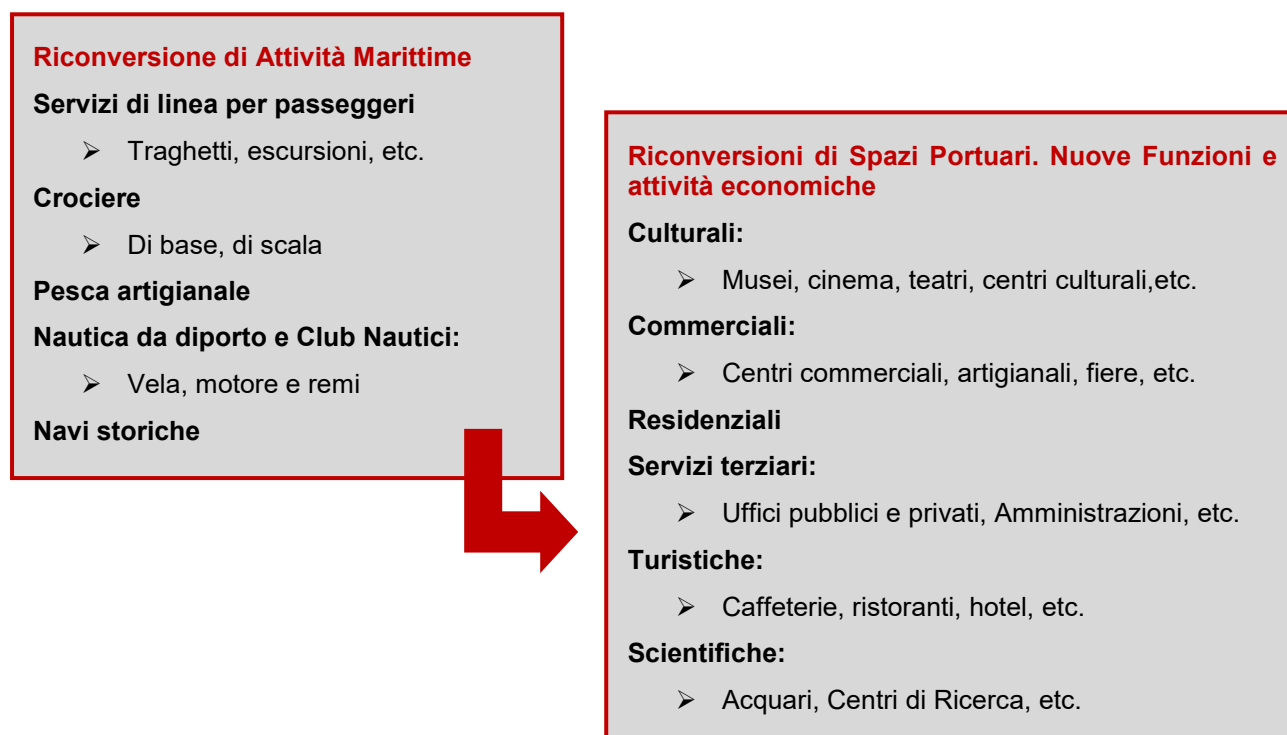 Riconversione di Attività Marittime
Servizi di linea per passeggeri
➢ Traghetti, escursioni, etc.
Crociere
➢ Di base, di scala
Pesca artigianale
Nautica da diporto e Club Nautici:
➢ Vela, motore e remi
Navi storiche
Riconversioni di Spazi Portuari. Nuove Funzioni e
attività economiche
Culturali:
➢ Musei, cinema, teatri, centri culturali,etc.
Commerciali:
➢ Centri commerciali, artigianali, fiere, etc.
Residenziali
Servizi terziari:
➢ Uffici pubblici e privati, Amministrazioni, etc.
Turistiche:
➢ Caffeterie, ristoranti, hotel, etc.
Scientifiche:
➢ Acquari, Centri di Ricerca, etc.